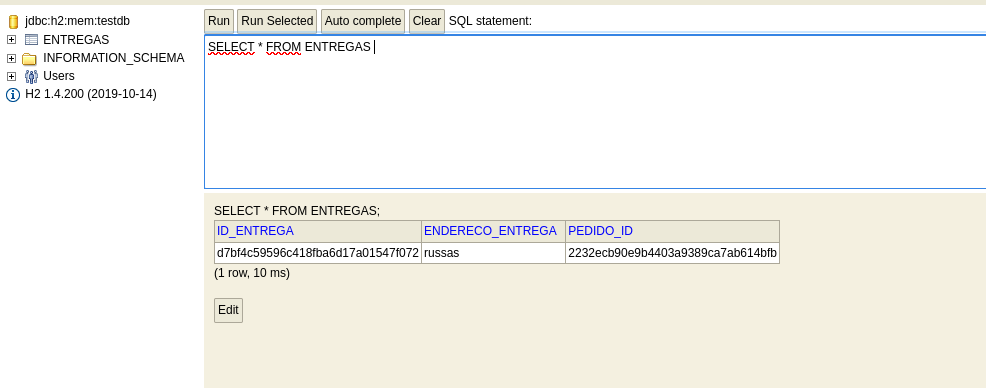 jdbc:h2:mem:testdb
ENTREGAS
INFORMATION_SCHEMA
Users
H2 1.4.200 (2019-10-14)
Run Run Selected Auto complete Clear SQL statement:
SELECT * FROM ENTREGAS
SELECT * FROM ENTREGAS;
ID_ENTREGA ENDERECO_ENTREGA PEDIDO_ID
d7bf4c59596c418fba6d17a01547f072 russas 2232ecb90e9b4403a9389ca7ab614bfb
(1 row, 10 ms)
Edit